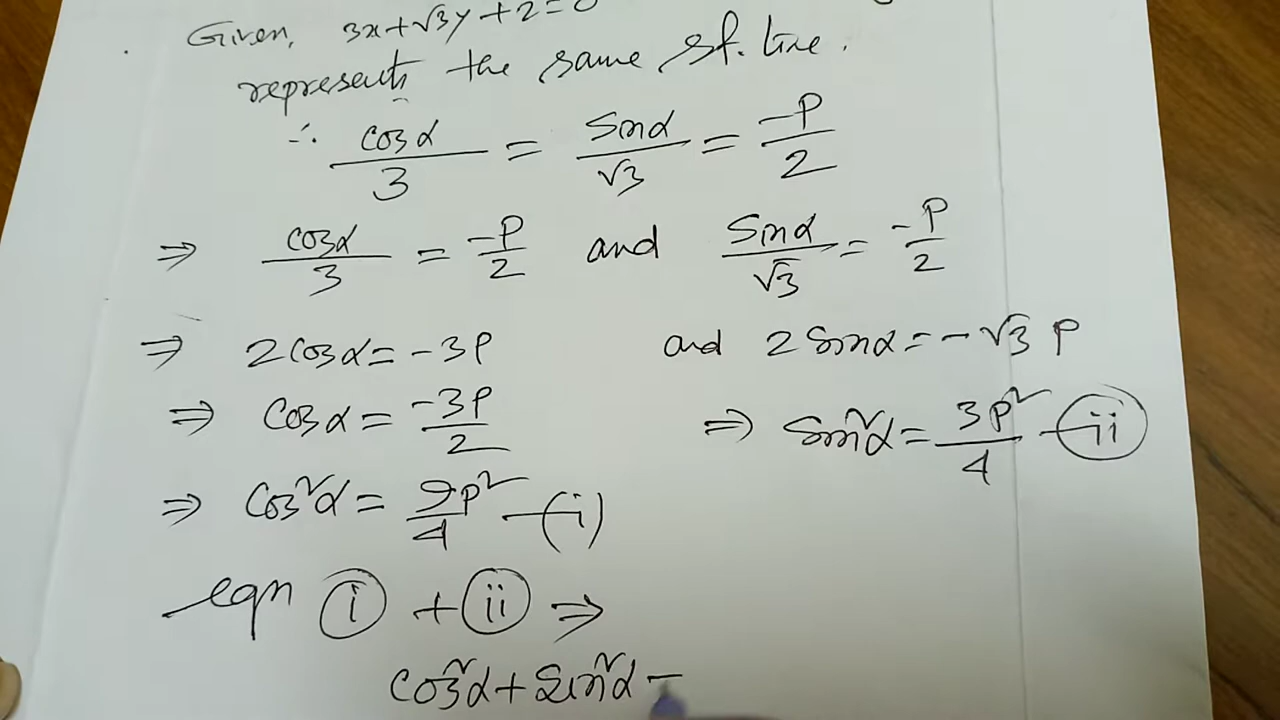 Given, 3x+√3y+2=0
represents the same st. line.
∴ cosα/3 = sinα/√3 = -P/2
⇒ cosα/3 = -P/2 and sinα/√3 = -P/2
⇒ 2cosα = -3P and 2sinα = -√3 P
⇒ cosα = -3P/2 ⇒ sin²α = 3P²/4 — (ii)
⇒ cos²α = 9P²/4 — (i)
eqn (i) + (ii) ⇒
cos²α + sin²α =